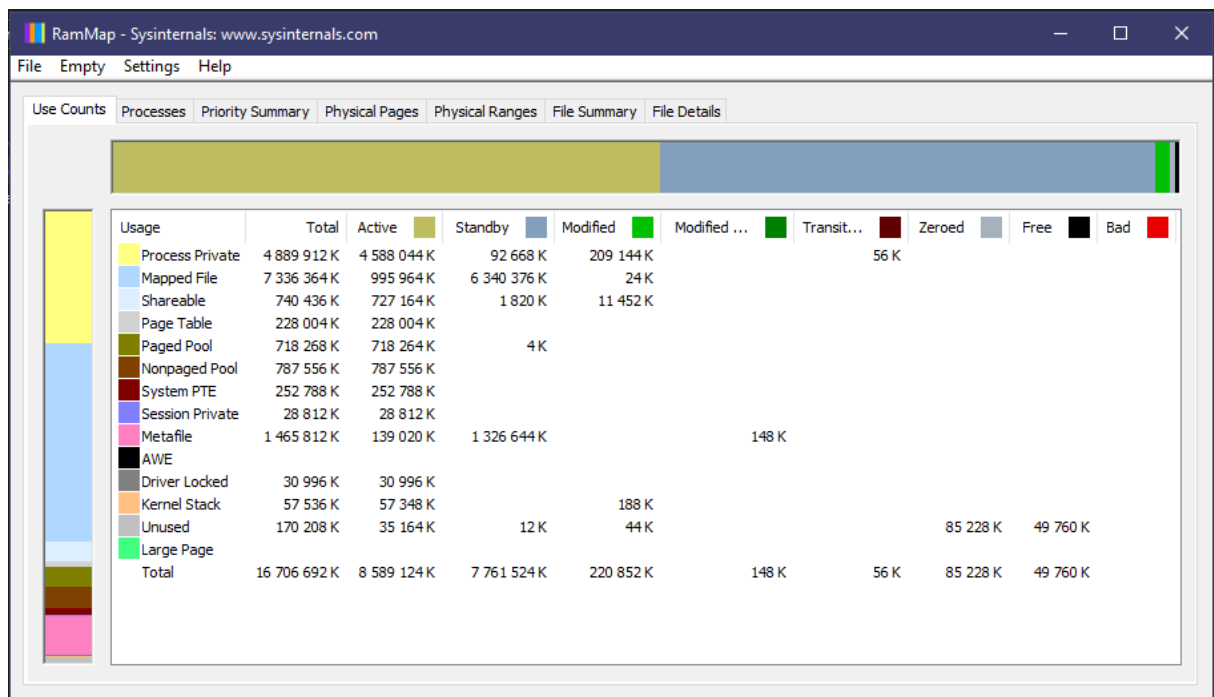 RamMap - Sysinternals: www.sysinternals.com
File Empty Settings Help
Use Counts Processes Priority Summary Physical Pages Physical Ranges File Summary File Details
Usage Total Active Standby Modified Modified ... Transit... Zeroed Free Bad
Process Private 4 889 912 K 4 588 044 K 92 668 K 209 144 K 56 K
Mapped File 7 336 364 K 995 964 K 6 340 376 K 24 K
Shareable 740 436 K 727 164 K 1 820 K 11 452 K
Page Table 228 004 K 228 004 K
Paged Pool 718 268 K 718 264 K 4 K
Nonpaged Pool 787 556 K 787 556 K
System PTE 252 788 K 252 788 K
Session Private 28 812 K 28 812 K
Metafile 1 465 812 K 139 020 K 1 326 644 K 148 K
AWE
Driver Locked 30 996 K 30 996 K
Kernel Stack 57 536 K 57 348 K 188 K
Unused 170 208 K 35 164 K 12 K 44 K 85 228 K 49 760 K
Large Page
Total 16 706 692 K 8 589 124 K 7 761 524 K 220 852 K 148 K 56 K 85 228 K 49 760 K